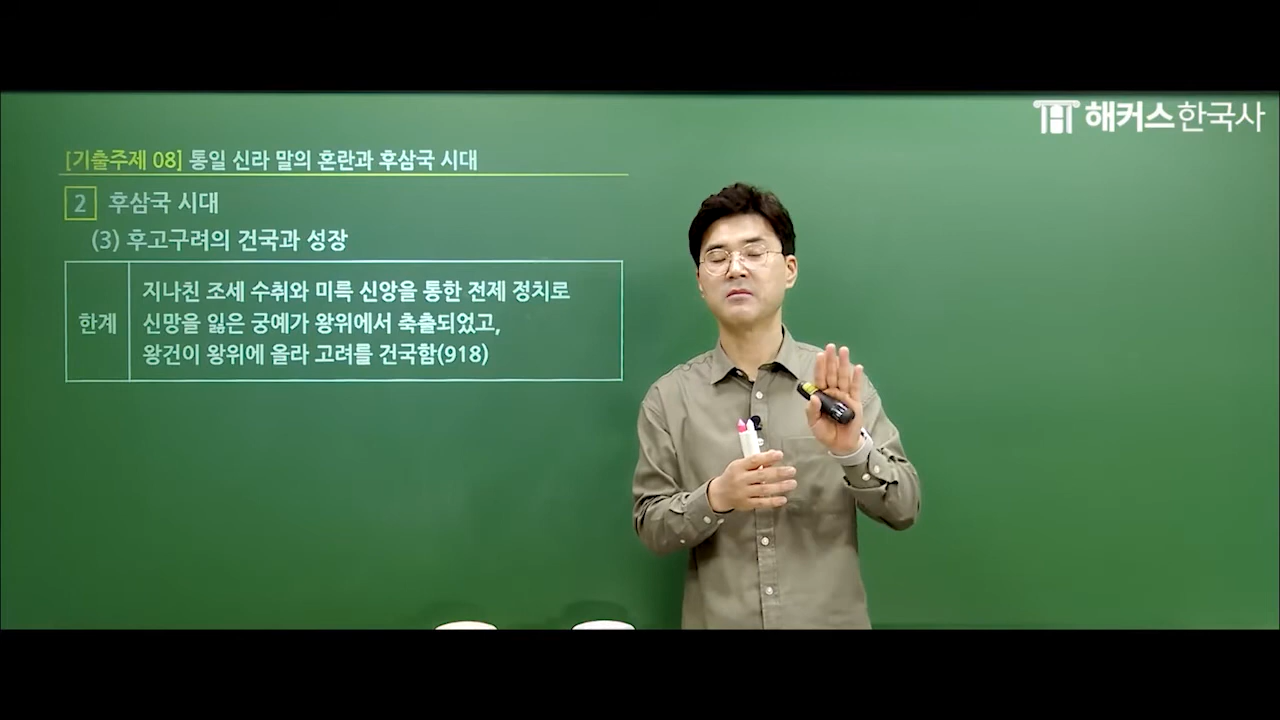 해커스한국사
[기출주제 08] 통일 신라 말의 혼란과 후삼국 시대
2 후삼국 시대
(3) 후고구려의 건국과 성장
한계
지나친 조세 수취와 미륵 신앙을 통한 전제 정치로
신망을 잃은 궁예가 왕위에서 축출되었고,
왕건이 왕위에 올라 고려를 건국함(918)